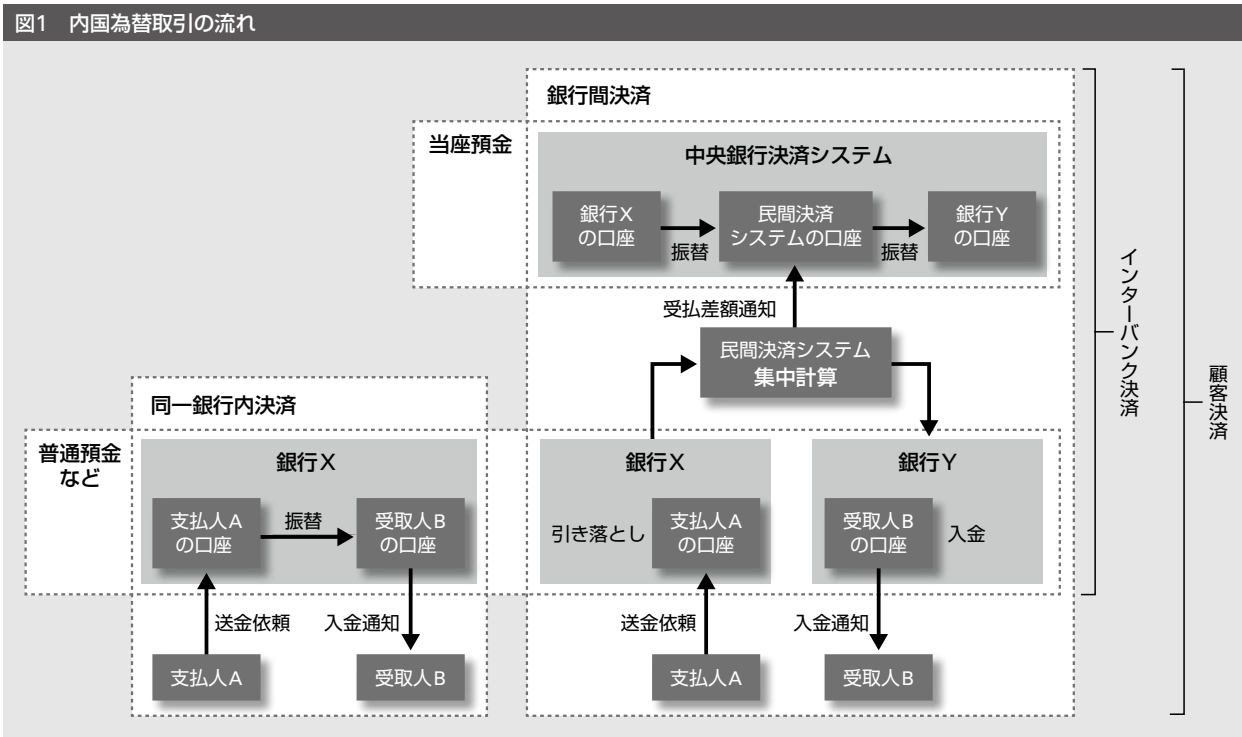 図1　内国為替取引の流れ
銀行間決済
当座預金
中央銀行決済システム
銀行X
の口座
振替
民間決済
システムの口座
振替
銀行Y
の口座
受払差額通知
民間決済システム
集中計算
インターバンク決済
顧客決済
同一銀行内決済
普通預金
など
銀行X
支払人A
の口座
振替
受取人B
の口座
送金依頼
入金通知
支払人A
受取人B
銀行X
引き落とし
支払人A
の口座
銀行Y
受取人B
の口座
入金
送金依頼
入金通知
支払人A
受取人B